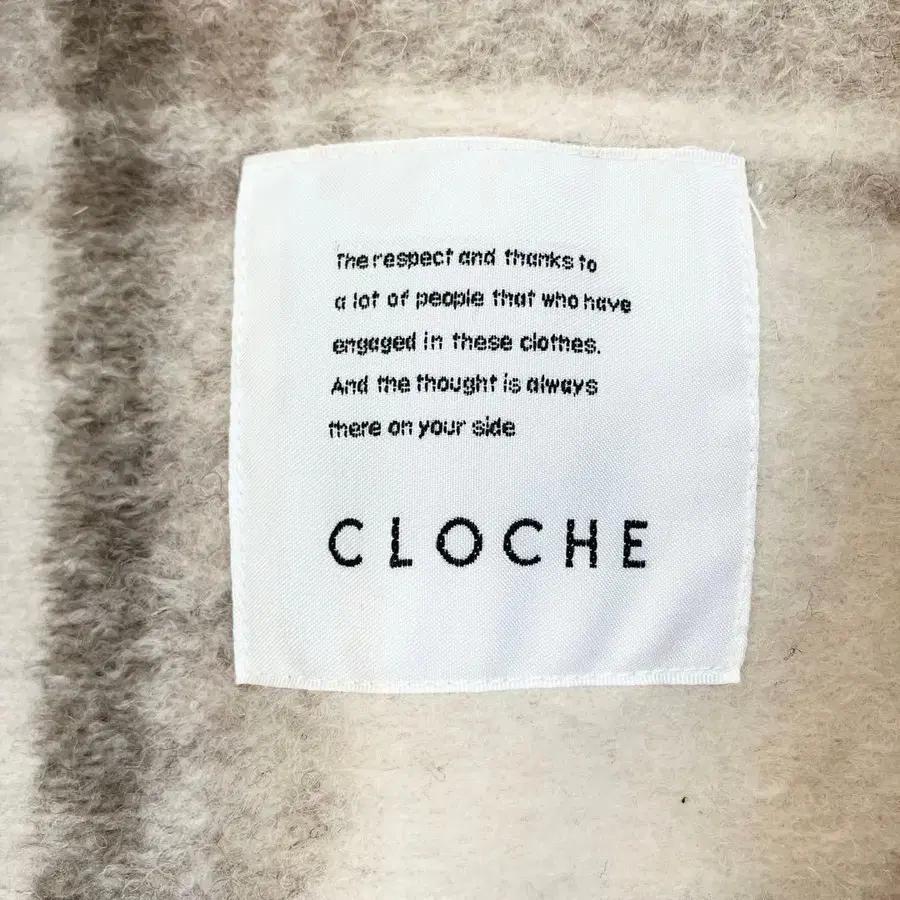 The respect and thanks to
a lot of people that who have
engaged in these clothes.
And the thought is always
there on your side
CLOCHE